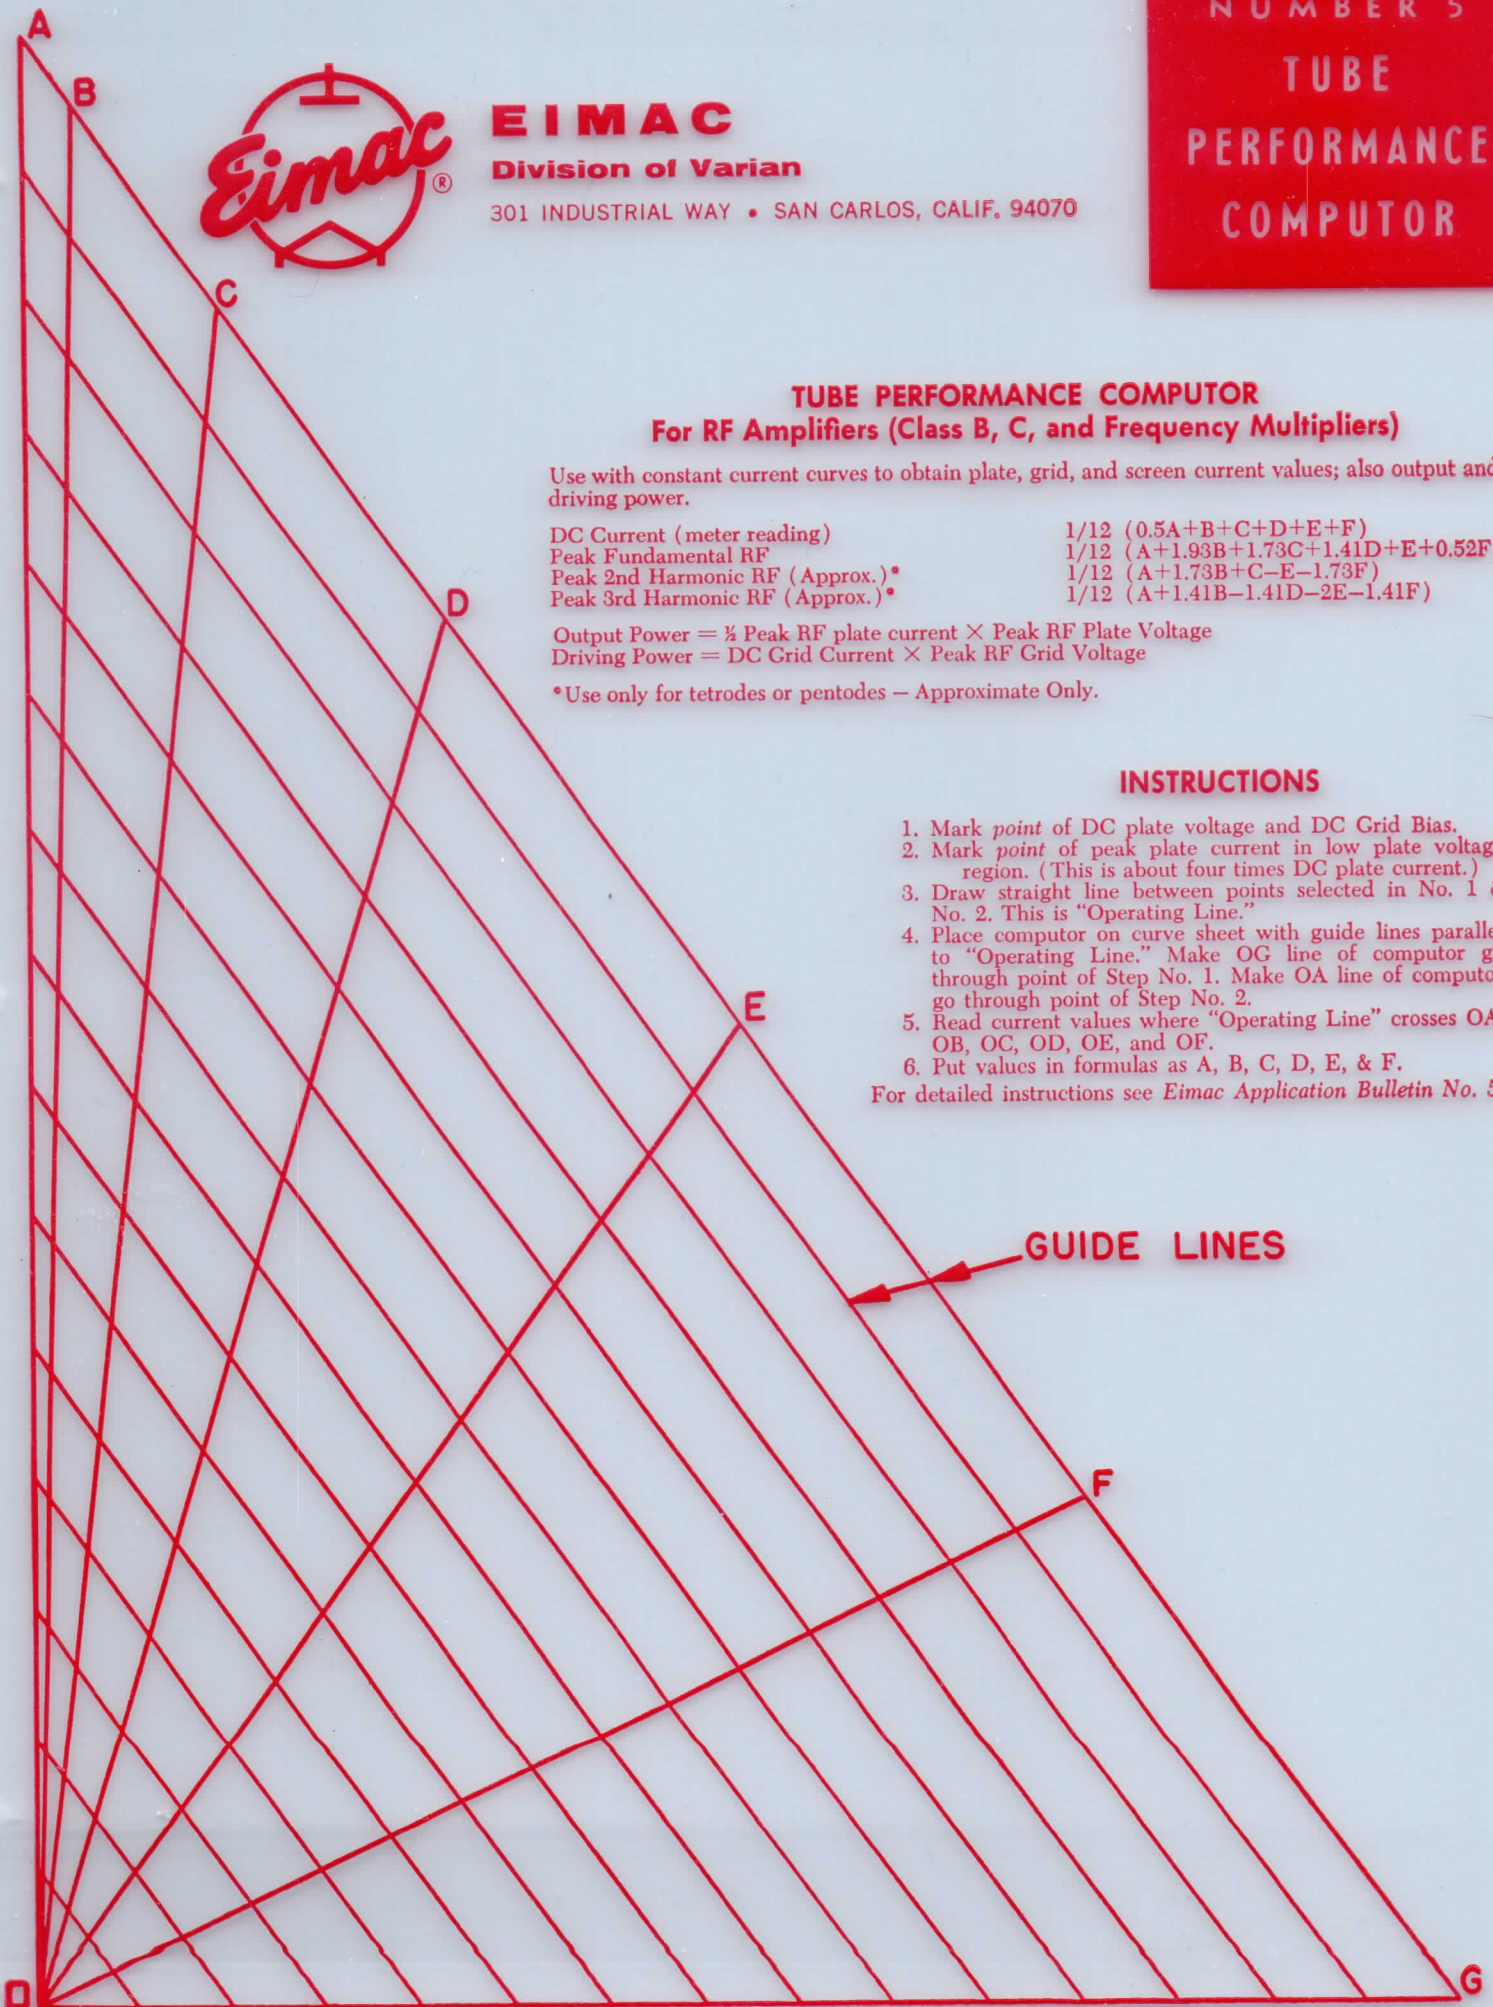 NUMBER 5
TUBE
PERFORMANCE
COMPUTOR
A
B
Eimac®
EIMAC
Division of Varian
301 INDUSTRIAL WAY • SAN CARLOS, CALIF. 94070
C
TUBE PERFORMANCE COMPUTOR
For RF Amplifiers (Class B, C, and Frequency Multipliers)
Use with constant current curves to obtain plate, grid, and screen current values; also output and
driving power.
DC Current (meter reading) 1/12 (0.5A+B+C+D+E+F)
Peak Fundamental RF 1/12 (A+1.93B+1.73C+1.41D+E+0.52F
Peak 2nd Harmonic RF (Approx.)* 1/12 (A+1.73B+C–E–1.73F)
Peak 3rd Harmonic RF (Approx.)* 1/12 (A+1.41B–1.41D–2E–1.41F)
D
Output Power = ½ Peak RF plate current × Peak RF Plate Voltage
Driving Power = DC Grid Current × Peak RF Grid Voltage
*Use only for tetrodes or pentodes — Approximate Only.
INSTRUCTIONS
1. Mark point of DC plate voltage and DC Grid Bias.
2. Mark point of peak plate current in low plate voltag
region. (This is about four times DC plate current.)
3. Draw straight line between points selected in No. 1
No. 2. This is “Operating Line.”
4. Place computor on curve sheet with guide lines paralle
to “Operating Line.” Make OG line of computor g
through point of Step No. 1. Make OA line of computo
go through point of Step No. 2.
E
5. Read current values where “Operating Line” crosses OA
OB, OC, OD, OE, and OF.
6. Put values in formulas as A, B, C, D, E, & F.
For detailed instructions see Eimac Application Bulletin No. 5
GUIDE LINES
F
O
G